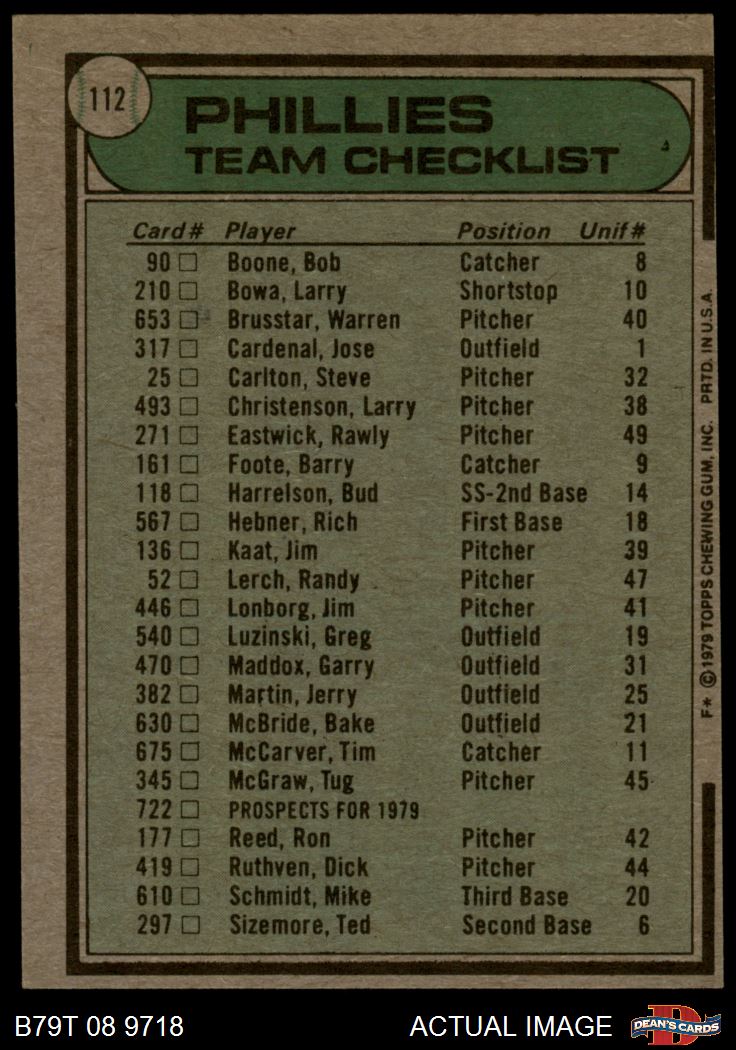 112
PHILLIES
TEAM CHECKLIST
Card# Player Position Unif#
90 Boone, Bob Catcher 8
210 Bowa, Larry Shortstop 10
653 Brusstar, Warren Pitcher 40
317 Cardenal, Jose Outfield 1
25 Carlton, Steve Pitcher 32
493 Christenson, Larry Pitcher 38
271 Eastwick, Rawly Pitcher 49
161 Foote, Barry Catcher 9
118 Harrelson, Bud SS-2nd Base 14
567 Hebner, Rich First Base 18
136 Kaat, Jim Pitcher 39
52 Lerch, Randy Pitcher 47
446 Lonborg, Jim Pitcher 41
540 Luzinski, Greg Outfield 19
470 Maddox, Garry Outfield 31
382 Martin, Jerry Outfield 25
630 McBride, Bake Outfield 21
675 McCarver, Tim Catcher 11
345 McGraw, Tug Pitcher 45
722 PROSPECTS FOR 1979
177 Reed, Ron Pitcher 42
419 Ruthven, Dick Pitcher 44
610 Schmidt, Mike Third Base 20
297 Sizemore, Ted Second Base 6
F* © 1979 TOPPS CHEWING GUM, INC. PRTD. IN U.S.A.
B79T 08 9718 ACTUAL IMAGE
D
DEAN'S CARDS